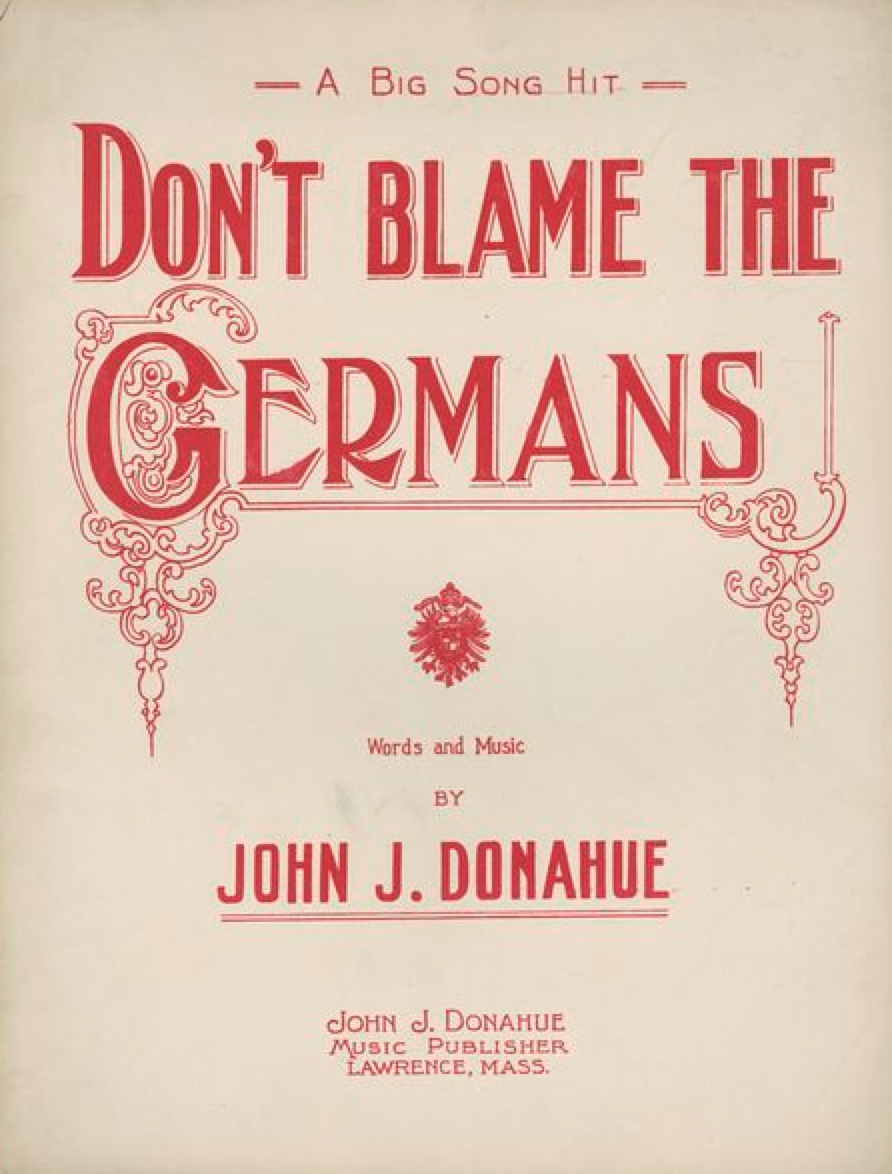 A Big Song Hit
DON'T BLAME THE
GERMANS
Words and Music
BY
JOHN J. DONAHUE
JOHN J. DONAHUE
MUSIC PUBLISHER
LAWRENCE, MASS.